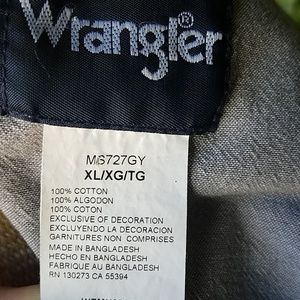 Wrangler®
MS727GY
XL/XG/TG
100% COTTON
100% ALGODON
100% COTON
EXCLUSIVE OF DECORATION
EXCLUYENDO LA DECORACION
GARNITURES NON COMPRISES
MADE IN BANGLADESH
HECHO EN BANGLADESH
FABRIQUE AU BANGLADESH
RN 130273 CA 55394